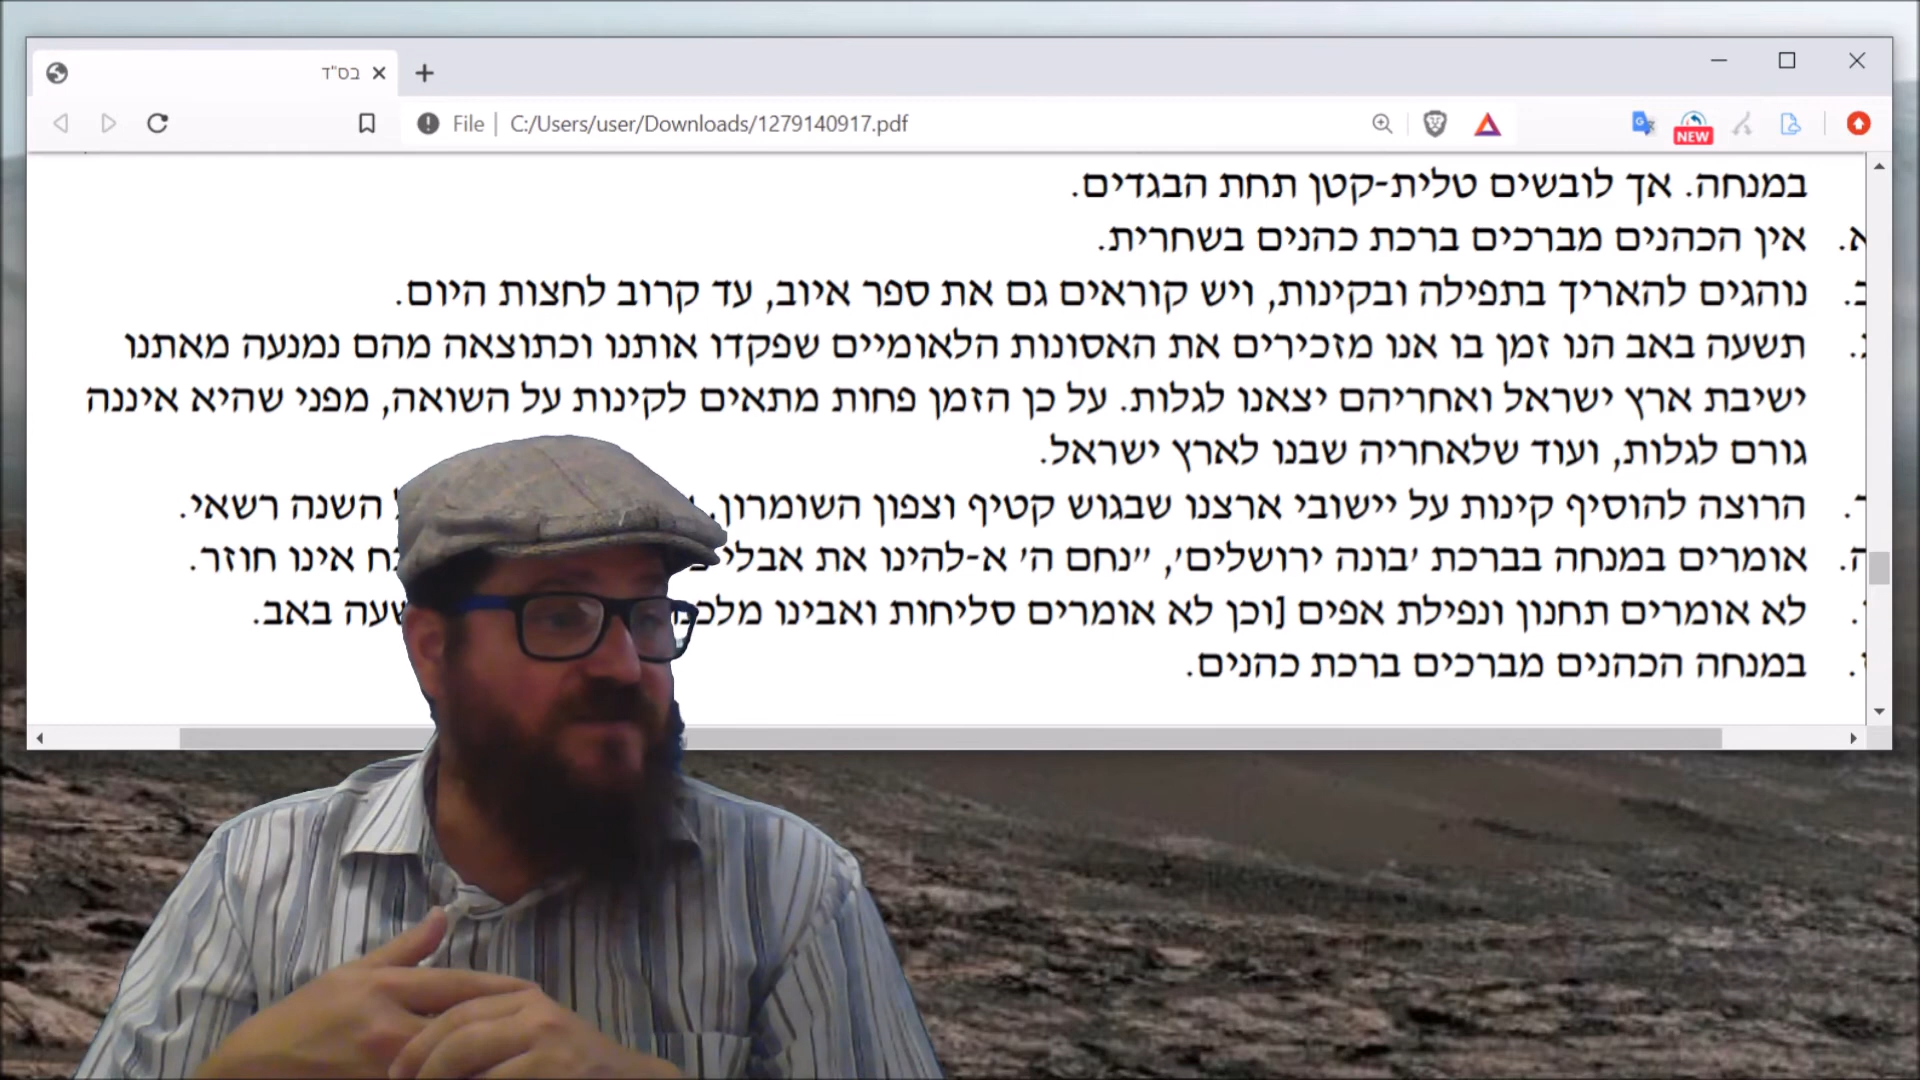 בס"ד
File
C:/Users/user/Downloads/1279140917.pdf
NEW
במנחה. אך לובשים טלית-קטן תחת הבגדים.
א. אין הכהנים מברכים ברכת כהנים בשחרית.
ב. נוהגים להאריך בתפילה ובקינות, ויש קוראים גם את ספר איוב, עד קרוב לחצות היום.
ג. תשעה באב הנו זמן בו אנו מזכירים את האסונות הלאומיים שפקדו אותנו וכתוצאה מהם נמנעה מאתנו
ישיבת ארץ ישראל ואחריהם יצאנו לגלות. על כן הזמן פחות מתאים לקינות על השואה, מפני שהיא איננה
גורם לגלות, ועוד שלאחריה שבנו לארץ ישראל.
הרוצה להוסיף קינות על יישובי ארצנו שבגוש קטיף וצפון השומרון, השנה רשאי.
ה. אומרים במנחה בברכת 'בונה ירושלים', "נחם ה' א-להינו את אבלי אינו חוזר.
לא אומרים תחנון ונפילת אפים [וכן לא אומרים סליחות ואבינו באב.
במנחה הכהנים מברכים ברכת כהנים.